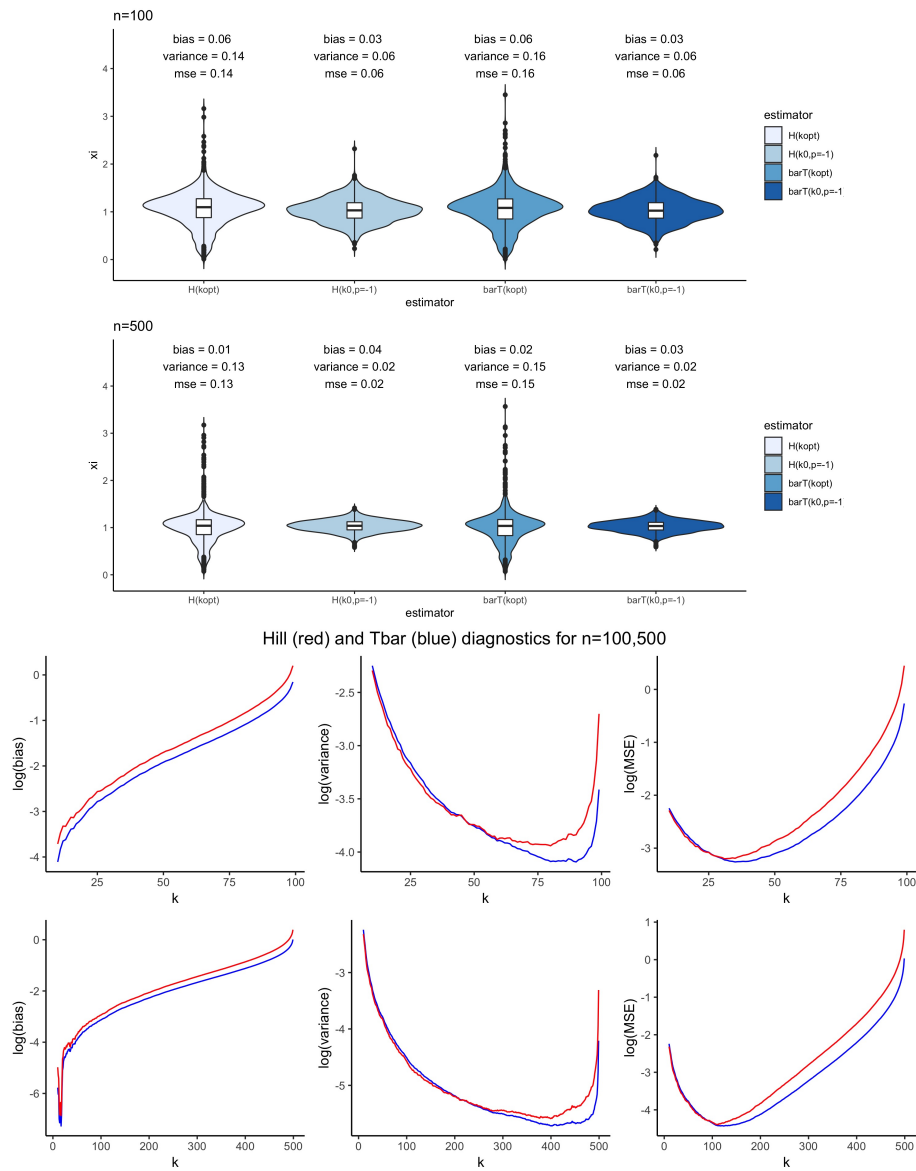 n=100
bias = 0.06 bias = 0.03 bias = 0.06 bias = 0.03
variance = 0.14 variance = 0.06 variance = 0.16 variance = 0.06
mse = 0.14 mse = 0.06 mse = 0.16 mse = 0.06
4
3
2
1
0
xi
H(kopt) H(k0,p=-1) barT(kopt) barT(k0,p=-1)
estimator
estimator
H(kopt)
H(k0,p=-1)
barT(kopt)
barT(k0,p=-1
n=500
bias = 0.01 bias = 0.04 bias = 0.02 bias = 0.03
variance = 0.13 variance = 0.02 variance = 0.15 variance = 0.02
mse = 0.13 mse = 0.02 mse = 0.15 mse = 0.02
4
3
2
1
0
xi
H(kopt) H(k0,p=-1) barT(kopt) barT(k0,p=-1)
estimator
estimator
H(kopt)
H(k0,p=-1)
barT(kopt)
barT(k0,p=-1
Hill (red) and Tbar (blue) diagnostics for n=100,500
log(bias)
0
-1
-2
-3
-4
25 50 75 100
k
log(variance)
-2.5
-3.0
-3.5
-4.0
25 50 75 100
k
log(MSE)
0
-1
-2
-3
25 50 75 100
k
log(bias)
0
-2
-4
-6
0 100 200 300 400 500
k
log(variance)
-3
-4
-5
0 100 200 300 400 500
k
log(MSE)
1
0
-1
-2
-3
-4
0 100 200 300 400 500
k